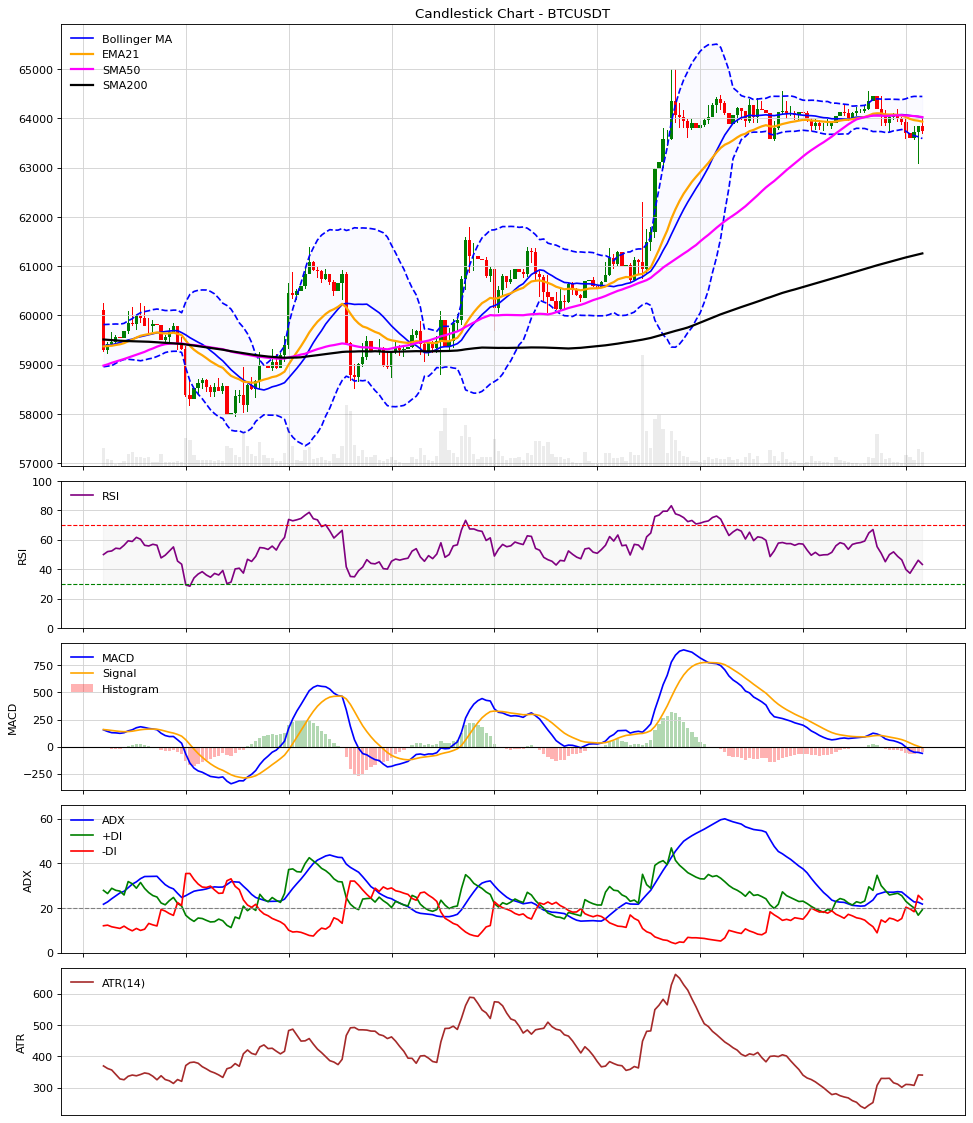 Candlestick Chart - BTCUSDT
Bollinger MA
EMA21
SMA50
SMA200
65000
64000
63000
62000
61000
60000
59000
58000
57000
RSI
RSI
100
80
60
40
20
0
MACD
Signal
Histogram
MACD
750
500
250
0
−250
ADX
+DI
-DI
ADX
60
40
20
0
ATR(14)
ATR
600
500
400
300